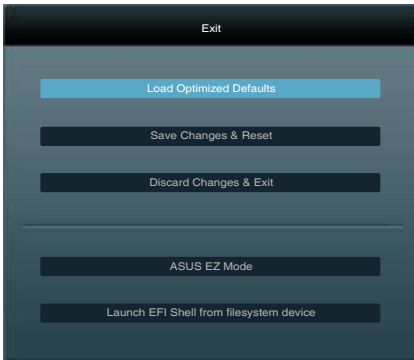 Exit
Load Optimized Defaults
Save Changes & Reset
Discard Changes & Exit
ASUS EZ Mode
Launch EFI Shell from filesystem device